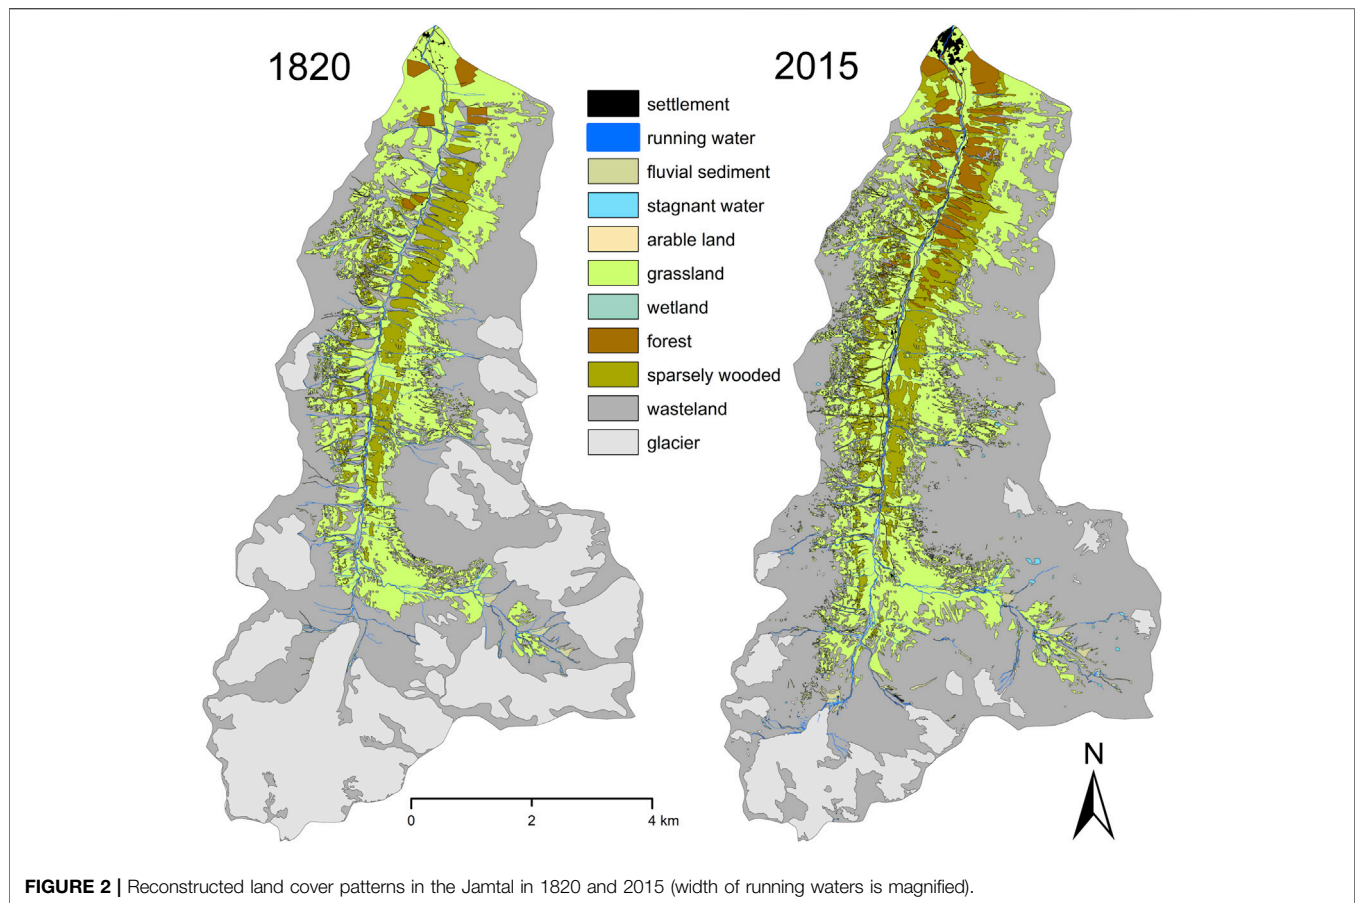 1820
2015
settlement
running water
fluvial sediment
stagnant water
arable land
grassland
wetland
forest
sparsely wooded
wasteland
glacier
N
0 2 4 km
FIGURE 2 | Reconstructed land cover patterns in the Jamtal in 1820 and 2015 (width of running waters is magnified).